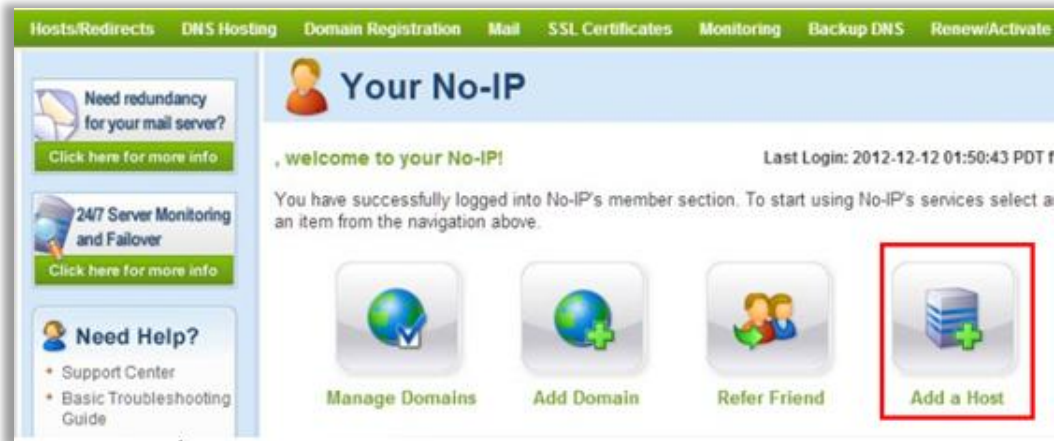 Hosts/Redirects DNS Hosting Domain Registration Mail SSL Certificates Monitoring Backup DNS Renew/Activate
Need redundancy
for your mail server?
Click here for more info
24/7 Server Monitoring
and Failover
Click here for more info
Need Help?
• Support Center
• Basic Troubleshooting
Guide
Your No-IP
, welcome to your No-IP!
Last Login: 2012-12-12 01:50:43 PDT f
You have successfully logged into No-IP's member section. To start using No-IP's services select a
an item from the navigation above.
Manage Domains
Add Domain
Refer Friend
Add a Host